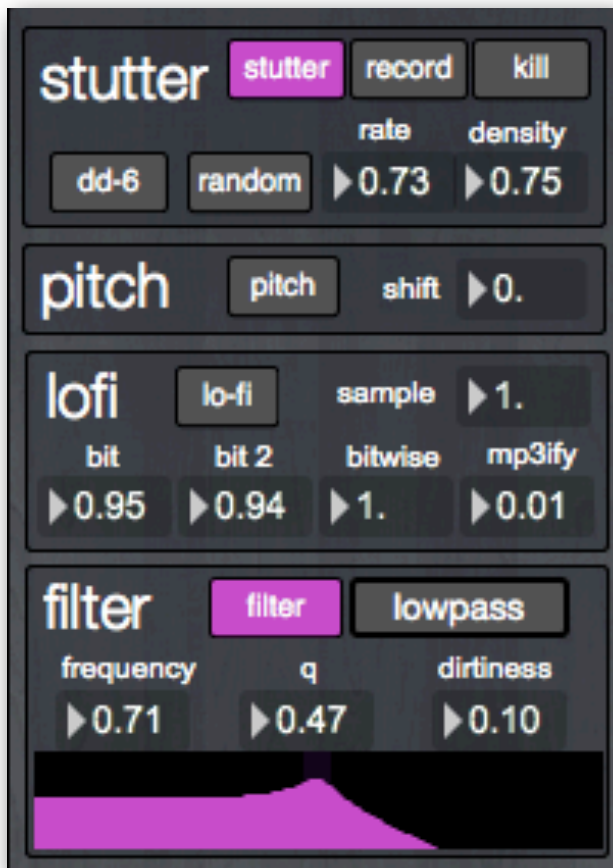 stutter stutter record kill
rate density
dd-6 random 0.73 0.75
pitch pitch shift 0.
lofi lo-fi sample 1.
bit bit 2 bitwise mp3ify
0.95 0.94 1. 0.01
filter filter lowpass
frequency q dirtiness
0.71 0.47 0.10